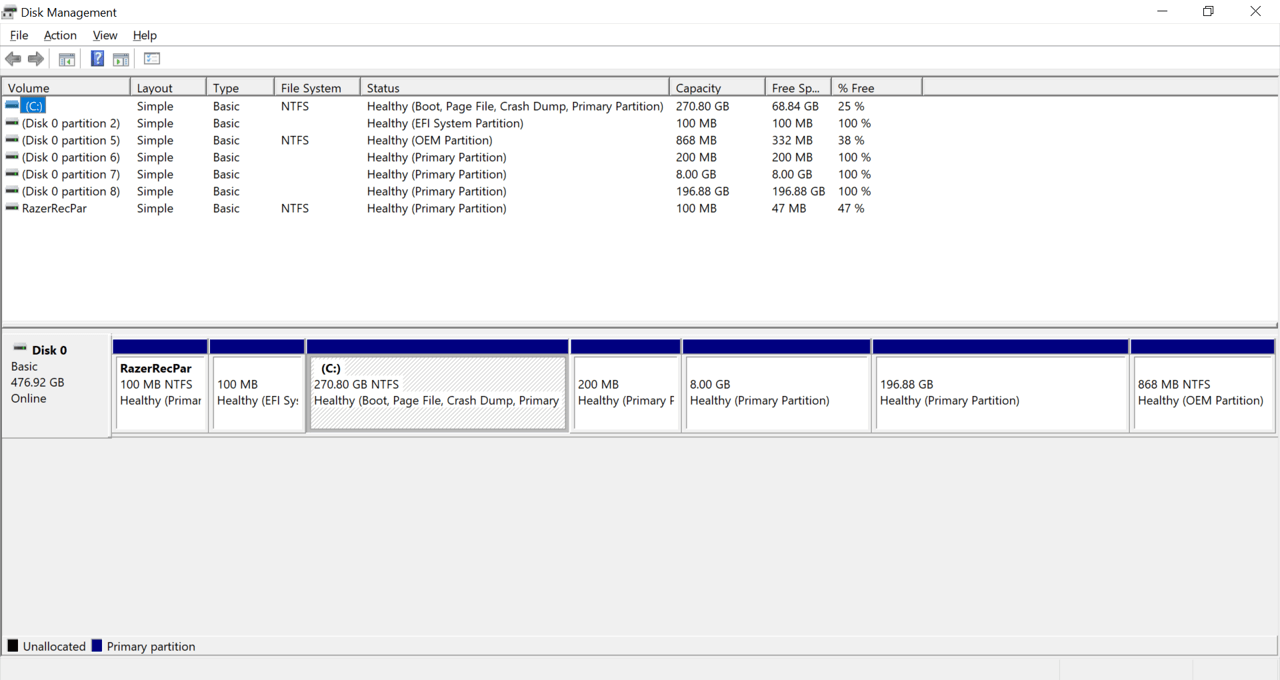 Disk Management
File Action View Help
Volume Layout Type File System Status Capacity Free Sp... % Free
(C:) Simple Basic NTFS Healthy (Boot, Page File, Crash Dump, Primary Partition) 270.80 GB 68.84 GB 25 %
(Disk 0 partition 2) Simple Basic Healthy (EFI System Partition) 100 MB 100 MB 100 %
(Disk 0 partition 5) Simple Basic NTFS Healthy (OEM Partition) 868 MB 332 MB 38 %
(Disk 0 partition 6) Simple Basic Healthy (Primary Partition) 200 MB 200 MB 100 %
(Disk 0 partition 7) Simple Basic Healthy (Primary Partition) 8.00 GB 8.00 GB 100 %
(Disk 0 partition 8) Simple Basic Healthy (Primary Partition) 196.88 GB 196.88 GB 100 %
RazerRecPar Simple Basic NTFS Healthy (Primary Partition) 100 MB 47 MB 47 %
Disk 0
Basic
476.92 GB
Online
RazerRecPar
100 MB NTFS
Healthy (Primar
100 MB
Healthy (EFI Sy
(C:)
270.80 GB NTFS
Healthy (Boot, Page File, Crash Dump, Primary
200 MB
Healthy (Primary P
8.00 GB
Healthy (Primary Partition)
196.88 GB
Healthy (Primary Partition)
868 MB NTFS
Healthy (OEM Partition)
Unallocated Primary partition